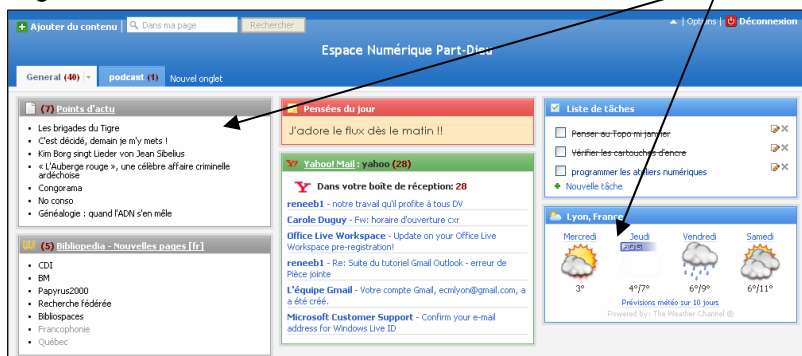 Ajouter du contenu | Dans ma page Rechercher
| Options | Déconnexion
Espace Numérique Part-Dieu
General (40) podcast (1) Nouvel onglet
(7) Points d'actu
Les brigades du Tigre
C'est décidé, demain je m'y mets !
Kim Borg singt Lieder von Jean Sibelius
« L'Auberge rouge », une célèbre affaire criminelle
ardéchoise
Congorama
No conso
Généalogie : quand l'ADN s'en mêle
(5) Bibliopedia - Nouvelles pages [fr]
CDI
BM
Papyrus2000
Recherche fédérée
Bibliospaces
Francophonie
Québec
Pensées du jour
J'adore le flux dès le matin !!
Yahoo! Mail : yahoo (28)
Dans votre boîte de réception: 28
reneeb1 - notre travail qu'il profite à tous DV
Carole Duguy - Fw: horaire d'ouverture cxr
Office Live Workspace - Update on your Office Live
Workspace pre-registration!
reneeb1 - Re: Suite du tutoriel Gmail Outlook - erreur de
Pièce jointe
L'équipe Gmail - Votre compte Gmail, ecmlyon@gmail.com, a
a été créé.
Microsoft Customer Support - Confirm your e-mail
address for Windows Live ID
Liste de tâches
Penser au Topo mi janvier
Vérifier les cartouches d'encre
programmer les ateliers numériques
Nouvelle tâche
Lyon, France
Mercredi Jeudi Vendredi Samedi
3° 4°/7° 6°/9° 6°/11°
Prévisions météo sur 10 jours
Powered by: The Weather Channel ®